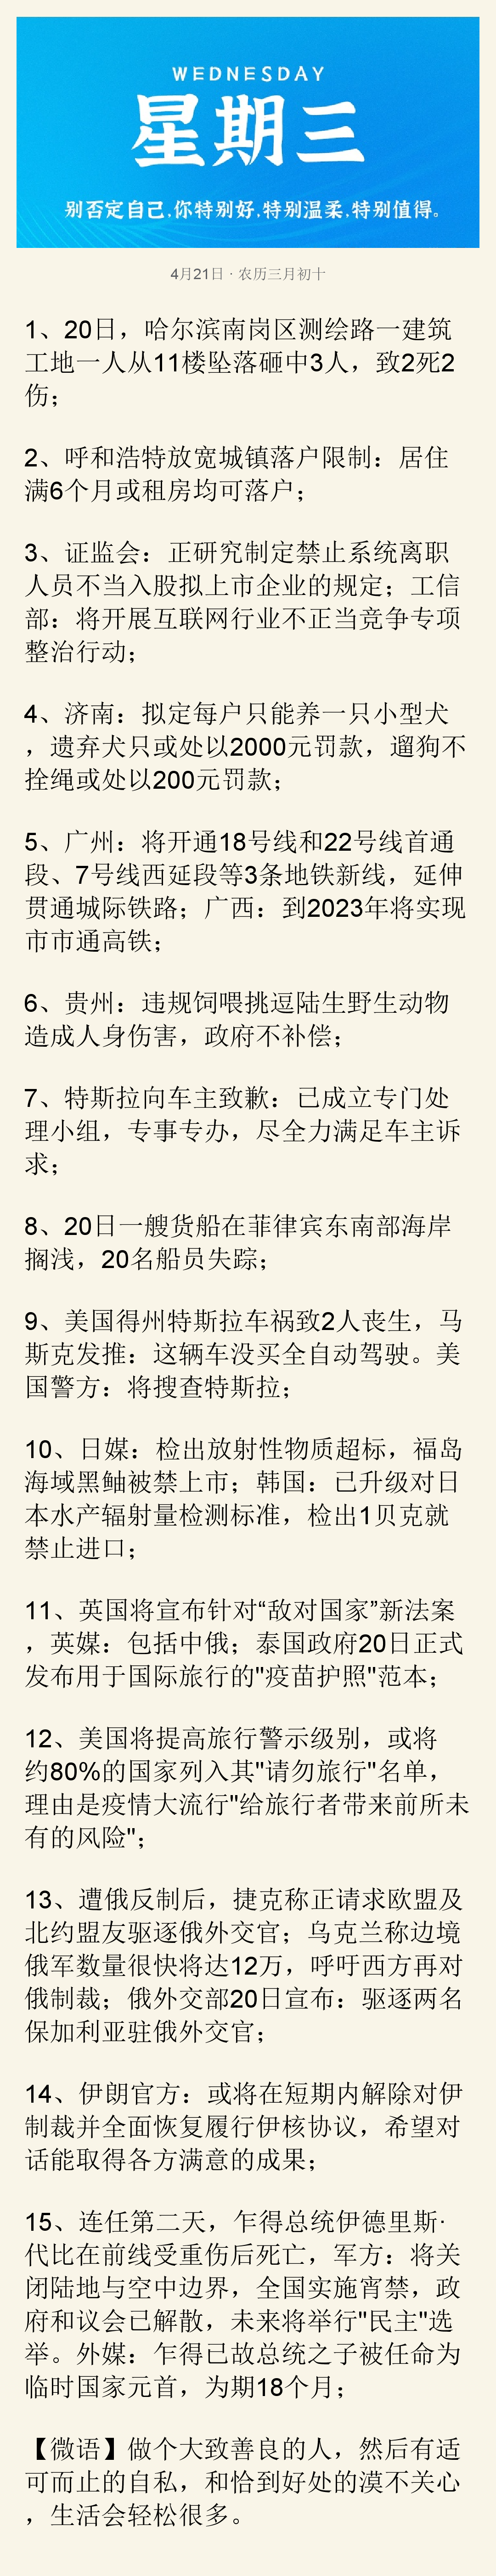 WEDNESDAY
星期三
别否定自己,你特别好,特别温柔,特别值得。
4月21日 · 农历三月初十
1、20日，哈尔滨南岗区测绘路一建筑
工地一人从11楼坠落砸中3人，致2死2
伤；
2、呼和浩特放宽城镇落户限制：居住
满6个月或租房均可落户；
3、证监会：正研究制定禁止系统离职
人员不当入股拟上市企业的规定；工信
部：将开展互联网行业不正当竞争专项
整治行动；
4、济南：拟定每户只能养一只小型犬
，遗弃犬只或处以2000元罚款，遛狗不
拴绳或处以200元罚款；
5、广州：将开通18号线和22号线首通
段、7号线西延段等3条地铁新线，延伸
贯通城际铁路；广西：到2023年将实现
市市通高铁；
6、贵州：违规饲喂挑逗陆生野生动物
造成人身伤害，政府不补偿；
7、特斯拉向车主致歉：已成立专门处
理小组，专事专办，尽全力满足车主诉
求；
8、20日一艘货船在菲律宾东南部海岸
搁浅，20名船员失踪；
9、美国得州特斯拉车祸致2人丧生，马
斯克发推：这辆车没买全自动驾驶。美
国警方：将搜查特斯拉；
10、日媒：检出放射性物质超标，福岛
海域黑鲉被禁上市；韩国：已升级对日
本水产辐射量检测标准，检出1贝克就
禁止进口；
11、英国将宣布针对“敌对国家”新法案
，英媒：包括中俄；泰国政府20日正式
发布用于国际旅行的"疫苗护照"范本；
12、美国将提高旅行警示级别，或将
约80%的国家列入其"请勿旅行"名单，
理由是疫情大流行"给旅行者带来前所未
有的风险"；
13、遭俄反制后，捷克称正请求欧盟及
北约盟友驱逐俄外交官；乌克兰称边境
俄军数量很快将达12万，呼吁西方再对
俄制裁；俄外交部20日宣布：驱逐两名
保加利亚驻俄外交官；
14、伊朗官方：或将在短期内解除对伊
制裁并全面恢复履行伊核协议，希望对
话能取得各方满意的成果；
15、连任第二天，乍得总统伊德里斯·
代比在前线受重伤后死亡，军方：将关
闭陆地与空中边界，全国实施宵禁，政
府和议会已解散，未来将举行"民主"选
举。外媒：乍得已故总统之子被任命为
临时国家元首，为期18个月；
【微语】做个大致善良的人，然后有适
可而止的自私，和恰到好处的漠不关心
，生活会轻松很多。